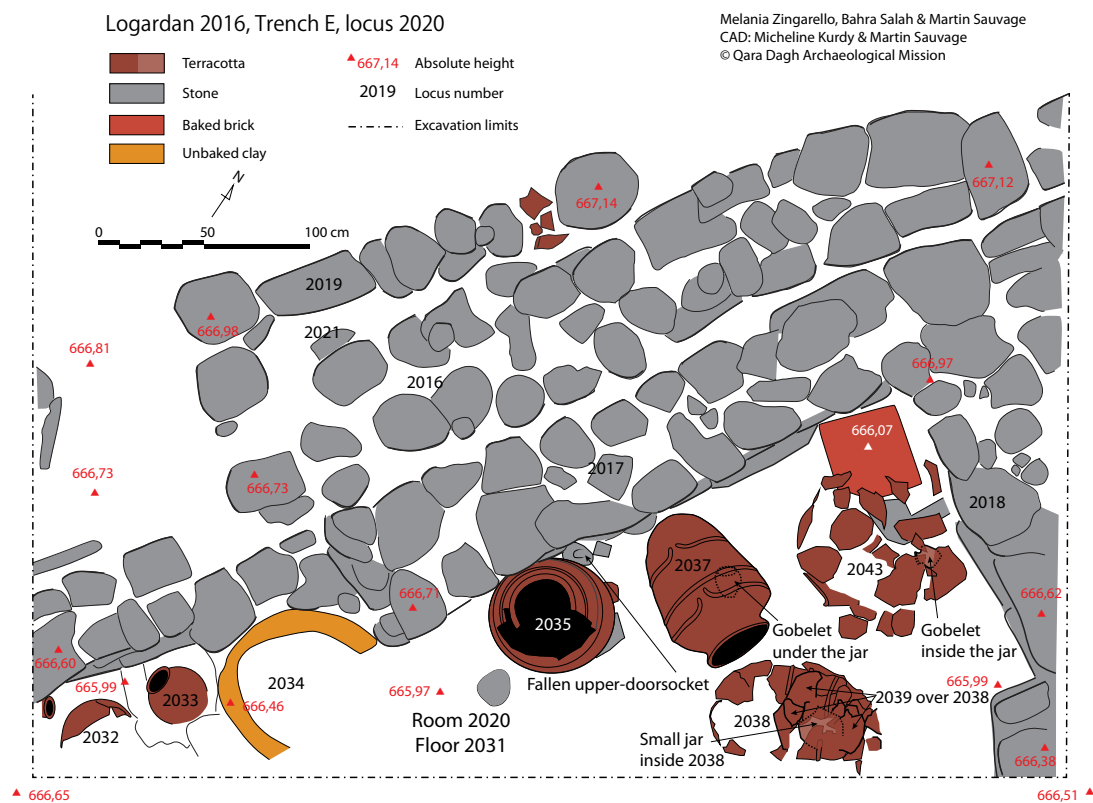 Logardan 2016, Trench E, locus 2020
Melania Zingarello, Bahra Salah & Martin Sauvage
CAD: Micheline Kurdy & Martin Sauvage
© Qara Dagh Archaeological Mission
Terracotta
667,14 Absolute height
Stone
2019 Locus number
Baked brick
Excavation limits
Unbaked clay
N
0 50 100 cm
667,12
667,14
2019
666,98
2021
666,81
666,97
2016
666,07
2017
666,73
666,73
2018
2037
2043
666,71
666,62
2035
Gobelet
under the jar
Gobelet
inside the jar
666,60
665,99
2033
2034
666,46
665,97
Fallen upper-doorsocket
665,99
2039 over 2038
2032
Room 2020
Floor 2031
2038
Small jar
inside 2038
666,38
666,65
666,51